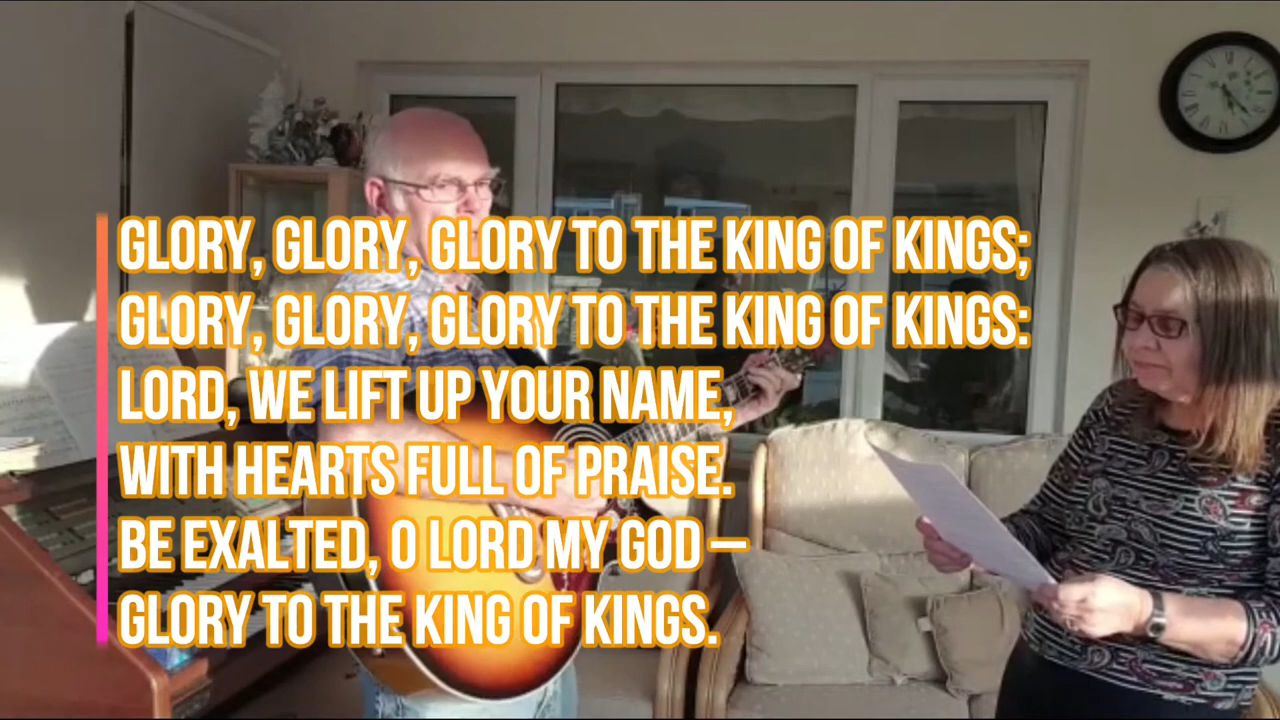 GLORY, GLORY, GLORY TO THE KING OF KINGS;
GLORY, GLORY, GLORY TO THE KING OF KINGS:
LORD, WE LIFT UP YOUR NAME,
WITH HEARTS FULL OF PRAISE.
BE EXALTED, O LORD MY GOD –
GLORY TO THE KING OF KINGS.